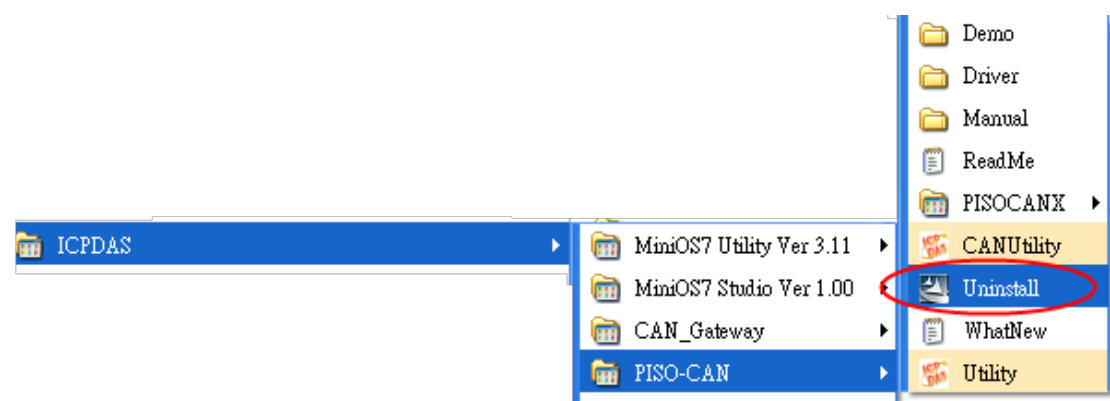 ICPDAS
MiniOS7 Utility Ver 3.11
MiniOS7 Studio Ver 1.00
CAN_Gateway
PISO-CAN
Demo
Driver
Manual
ReadMe
PISOCANX
CANUtility
Uninstall
WhatNew
Utility